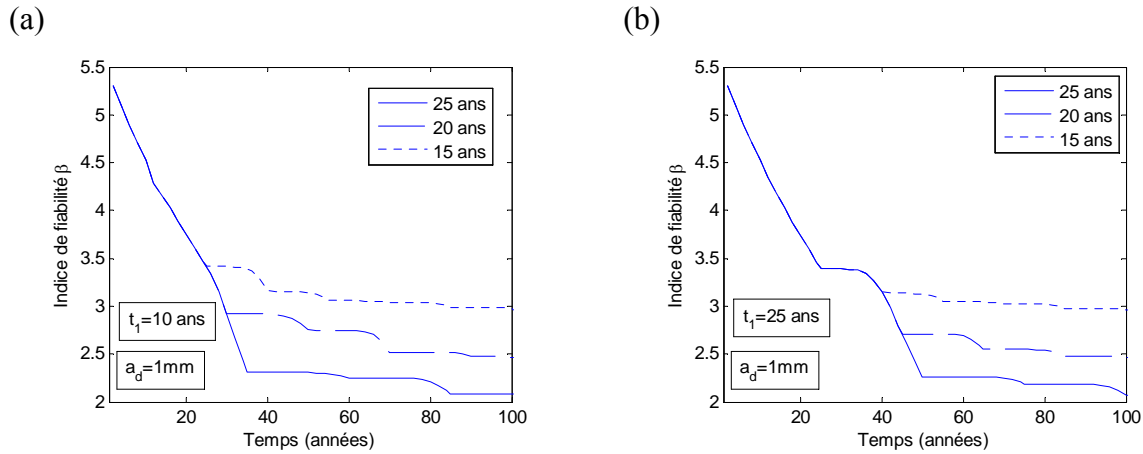 (a)
5.5
5
4.5
4
3.5
3
2.5
2
Indice de fiabilité β
25 ans
20 ans
15 ans
t1=10 ans
ad=1mm
20
40
60
80
100
Temps (années)
(b)
5.5
5
4.5
4
3.5
3
2.5
2
Indice de fiabilité β
25 ans
20 ans
15 ans
t1=25 ans
ad=1mm
20
40
60
80
100
Temps (années)